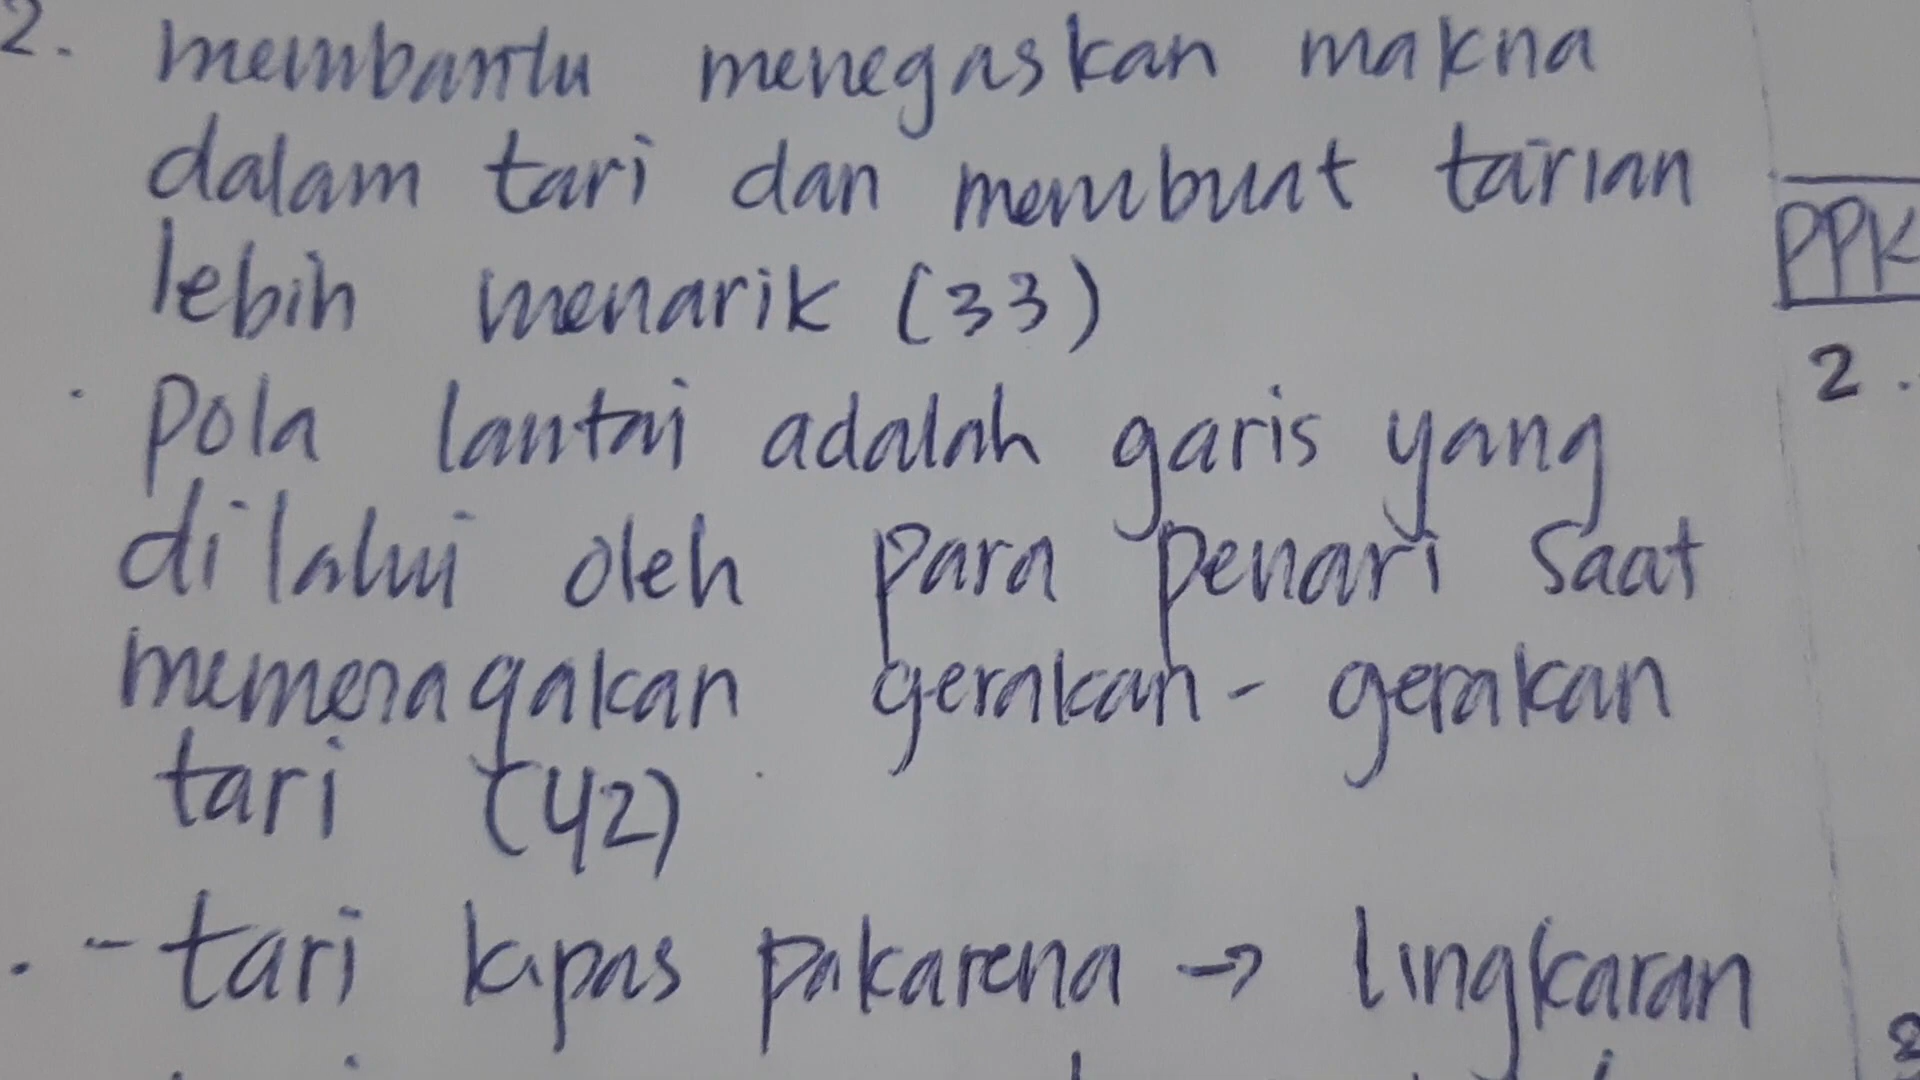 2. membantu menegaskan makna
dalam tari dan membuat tarian
lebih menarik (33)
. Pola lantai adalah garis yang
dilalui oleh para penari saat
memeragakan gerakan-gerakan
tari (42)
. - tari kipas pakarena → lingkaran
PPK
2.